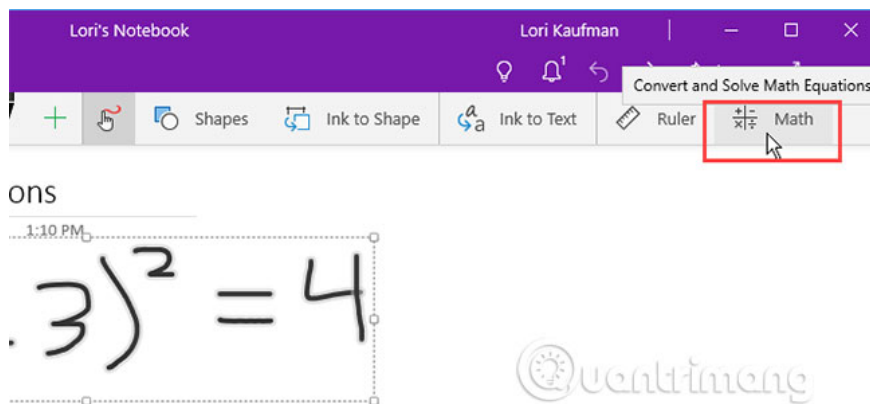 Lori's Notebook Lori Kaufman
1
Convert and Solve Math Equations
Shapes Ink to Shape Ink to Text Ruler Math
ons
1:10 PM
3)² = 4
Quantrimang